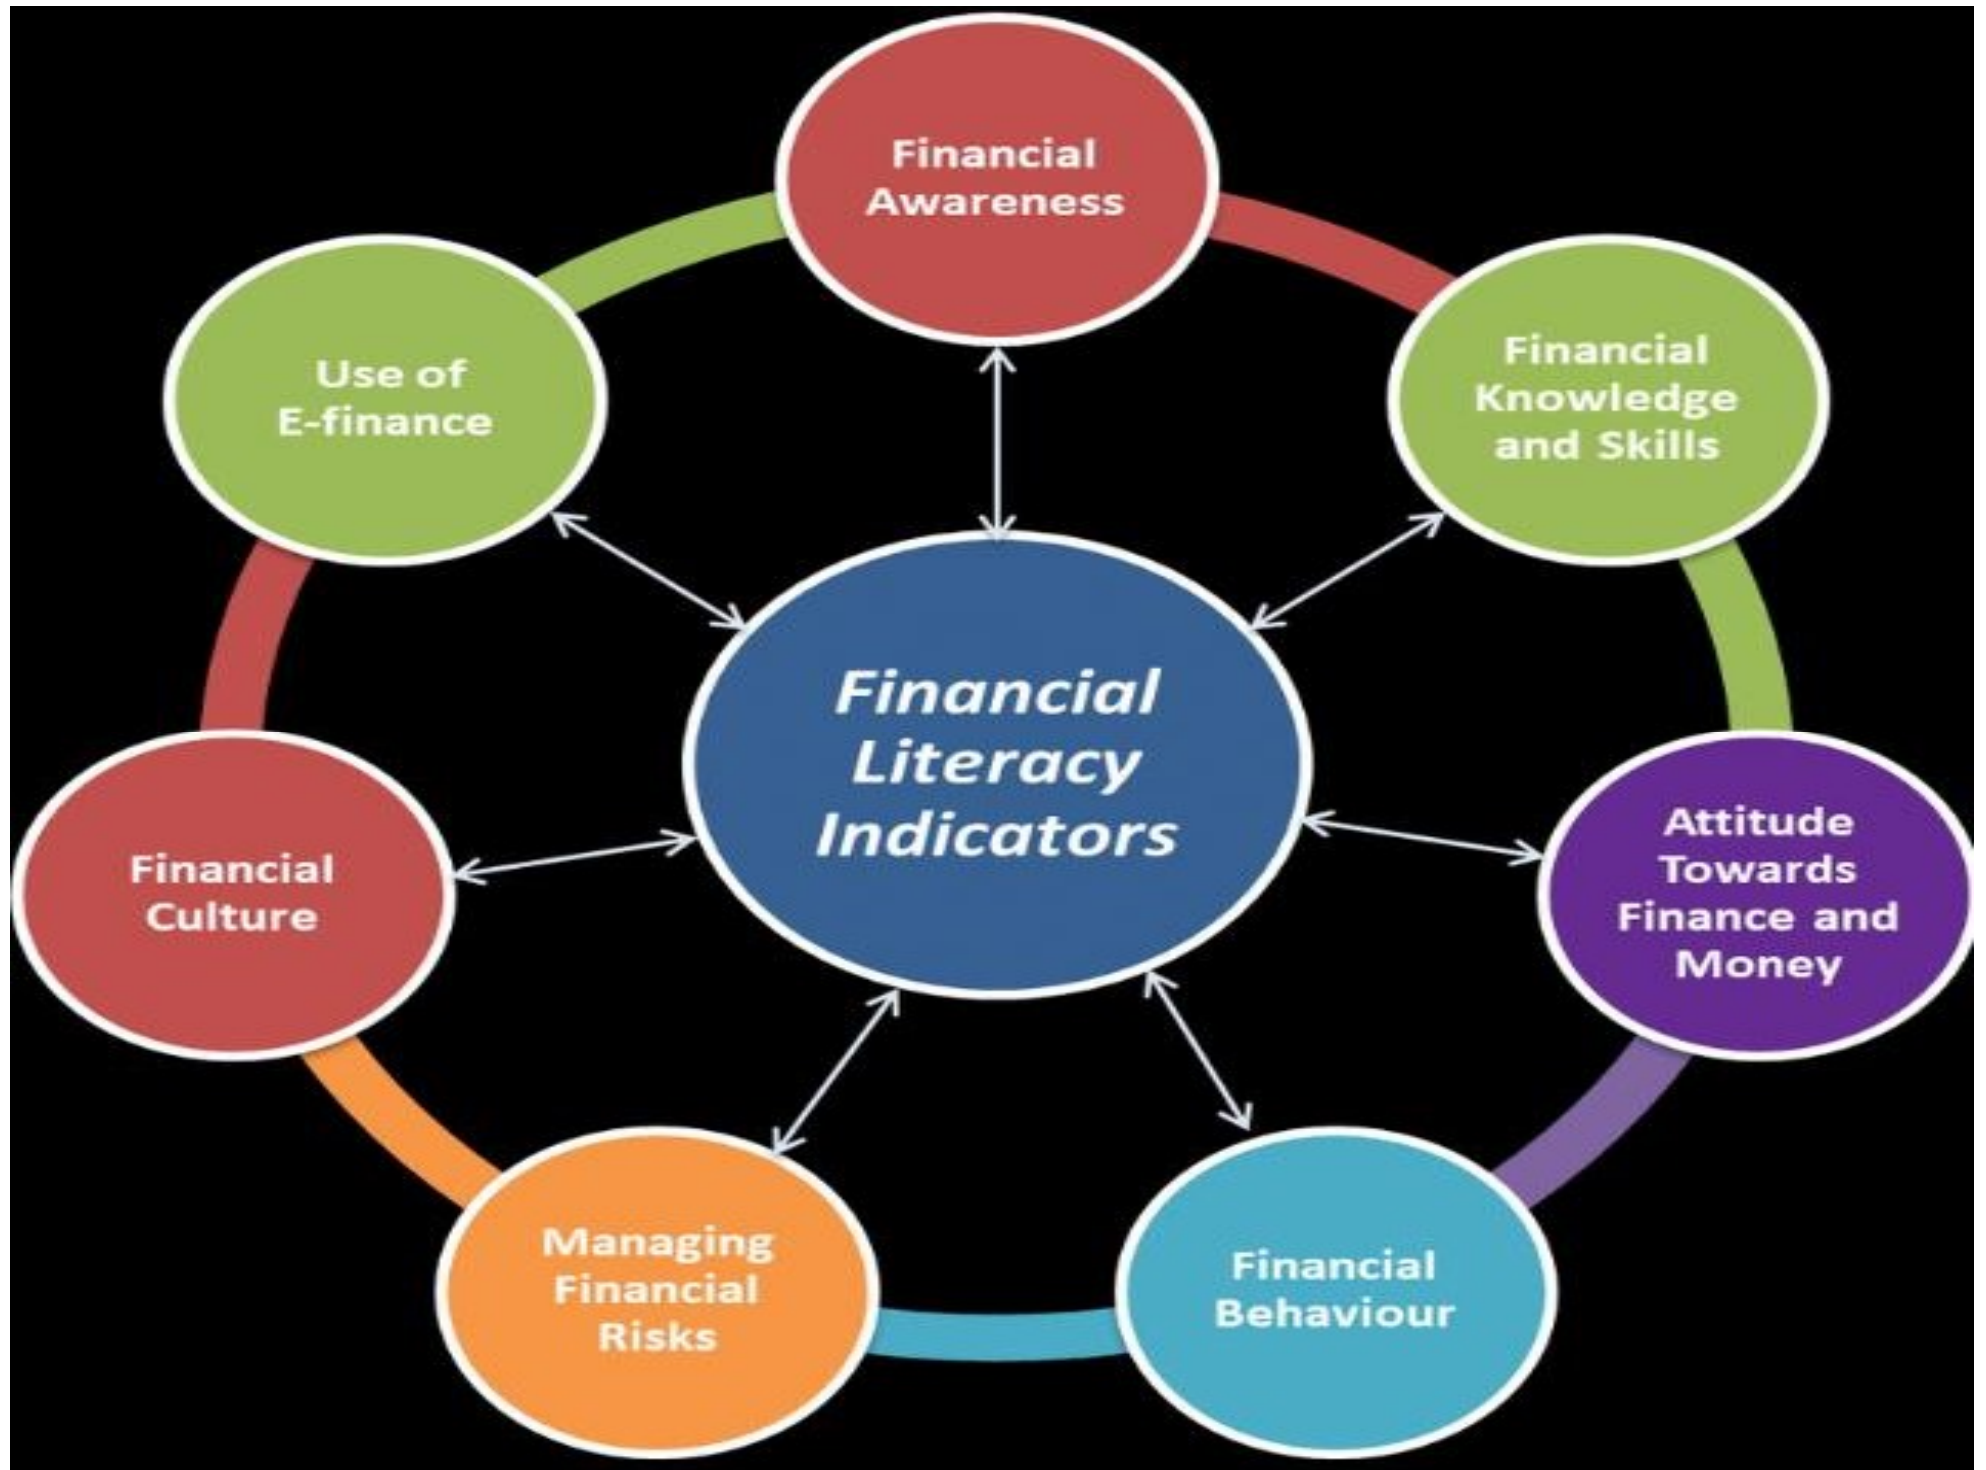 Financial
Awareness
Financial
Knowledge
and Skills
Attitude
Towards
Finance and
Money
Financial
Behaviour
Managing
Financial
Risks
Financial
Culture
Use of
E-finance
Financial
Literacy
Indicators